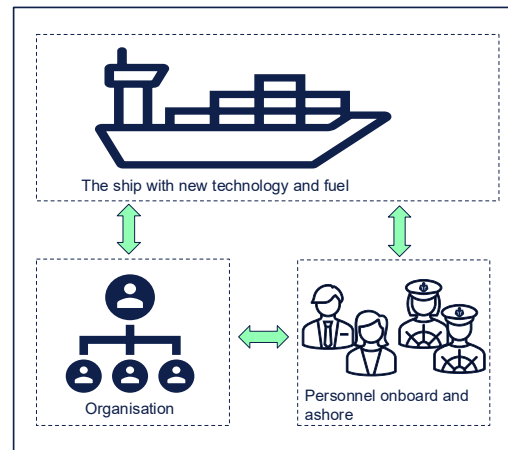 The ship with new technology and fuel
Organisation
Personnel onboard and
ashore